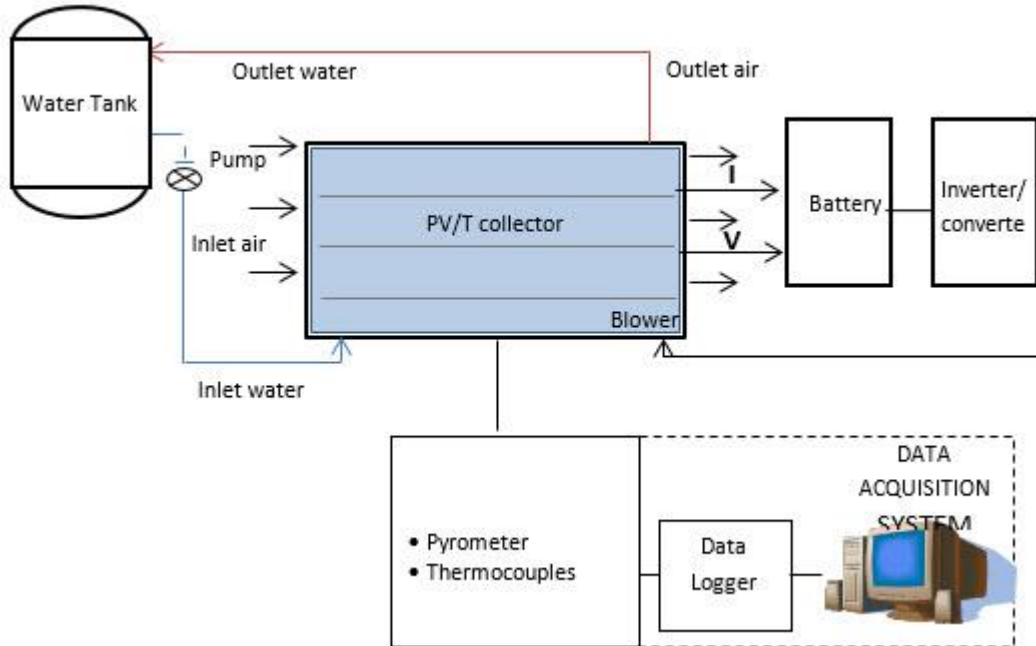 Water Tank
Outlet water
Outlet air
Pump
Inlet air
PV/T collector
I
V
Battery
Inverter/
converte
Blower
Inlet water
• Pyrometer
• Thermocouples
Data
Logger
DATA
ACQUISITION
SYSTEM